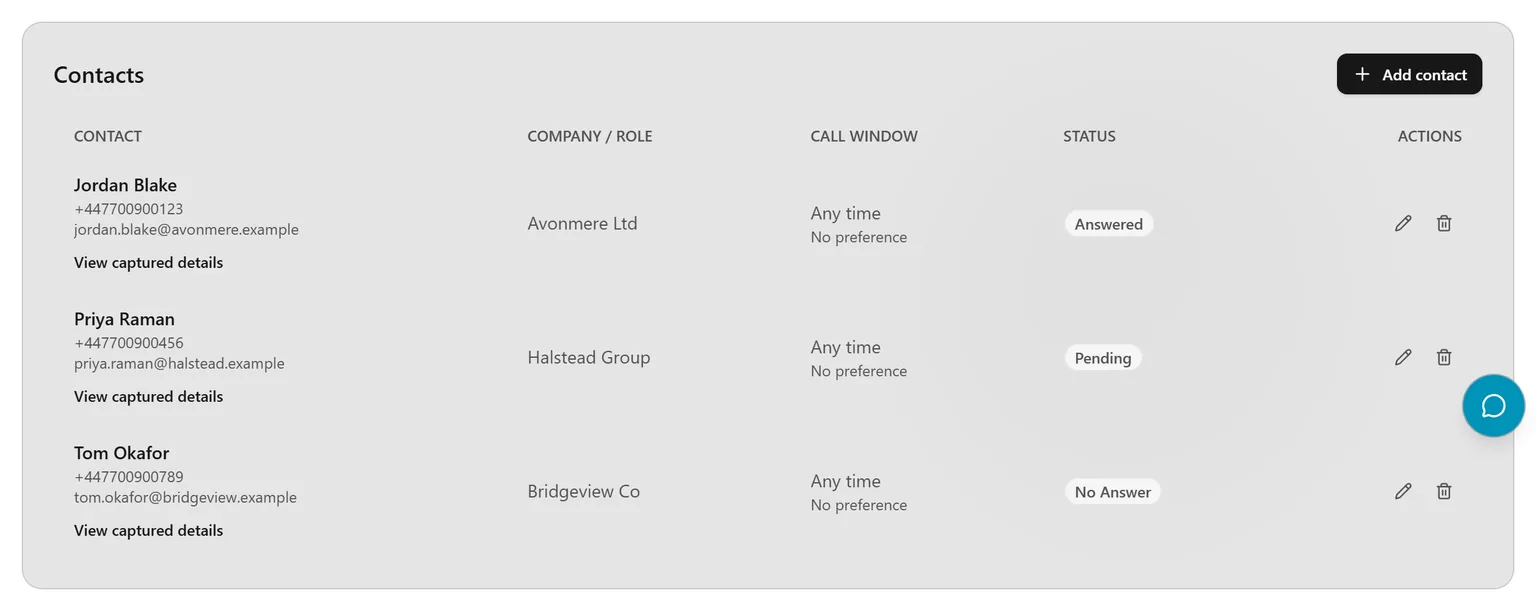 Contacts
Add contact
CONTACT COMPANY / ROLE CALL WINDOW STATUS ACTIONS
Jordan Blake
+447700900123
jordan.blake@avonmere.example
View captured details
Avonmere Ltd
Any time
No preference
Answered
Priya Raman
+447700900456
priya.raman@halstead.example
View captured details
Halstead Group
Any time
No preference
Pending
Tom Okafor
+447700900789
tom.okafor@bridgeview.example
View captured details
Bridgeview Co
Any time
No preference
No Answer